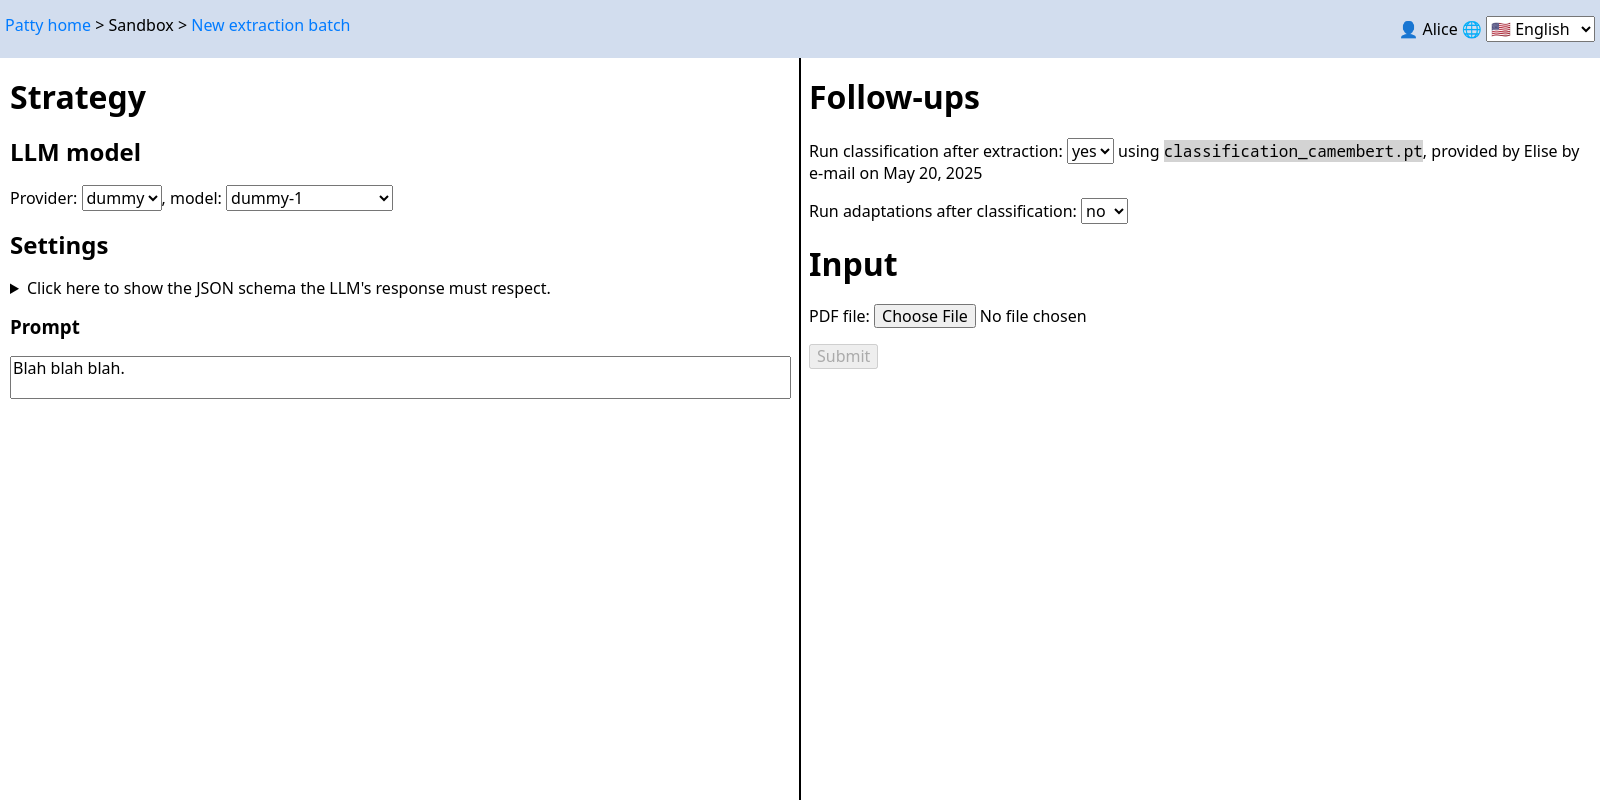 Patty home > Sandbox > New extraction batch
👤 Alice 🌐 🇺🇸 English
Strategy
LLM model
Provider: dummy, model: dummy-1
Settings
Click here to show the JSON schema the LLM's response must respect.
Prompt
Blah blah blah.
Follow-ups
Run classification after extraction: yes using classification_camembert.pt, provided by Elise by
e-mail on May 20, 2025
Run adaptations after classification: no
Input
PDF file: Choose File No file chosen
Submit